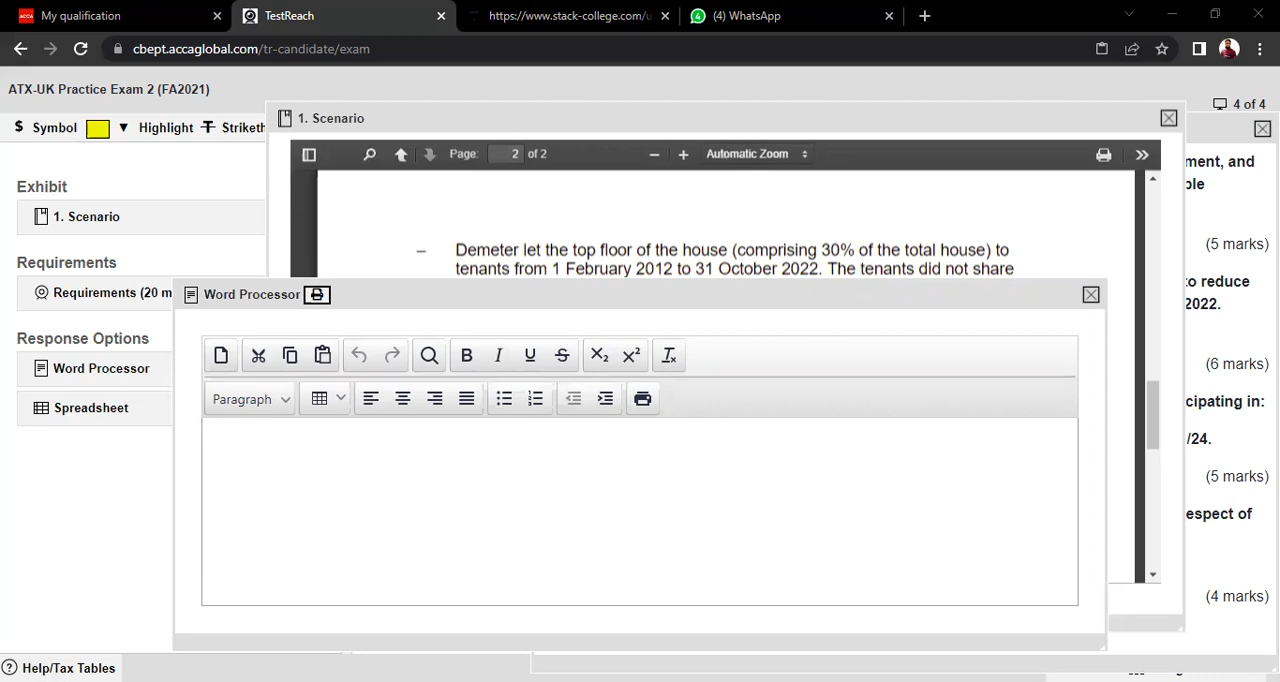 My qualification
TestReach
https://www.stack-college.com/u
(4) WhatsApp
cbept.accaglobal.com/tr-candidate/exam
ATX-UK Practice Exam 2 (FA2021)
4 of 4
$ Symbol
Highlight
Striketh
1. Scenario
Page: 2 of 2
Automatic Zoom
Exhibit
1. Scenario
Requirements
Requirements (20 m
Response Options
Word Processor
Spreadsheet
– Demeter let the top floor of the house (comprising 30% of the total house) to
tenants from 1 February 2012 to 31 October 2022. The tenants did not share
Word Processor
Paragraph
ment, and
ble
(5 marks)
to reduce
2022.
(6 marks)
cipating in:
/24.
(5 marks)
espect of
(4 marks)
Help/Tax Tables